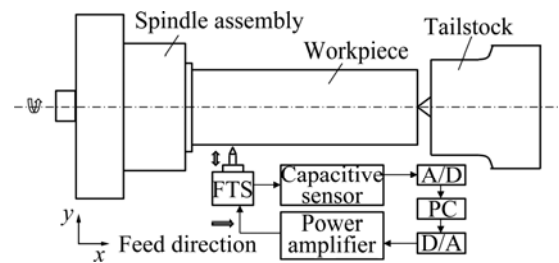 Spindle assembly
Workpiece
Tailstock
FTS
Capacitive
sensor
A/D
PC
Power
amplifier
D/A
y
x
Feed direction